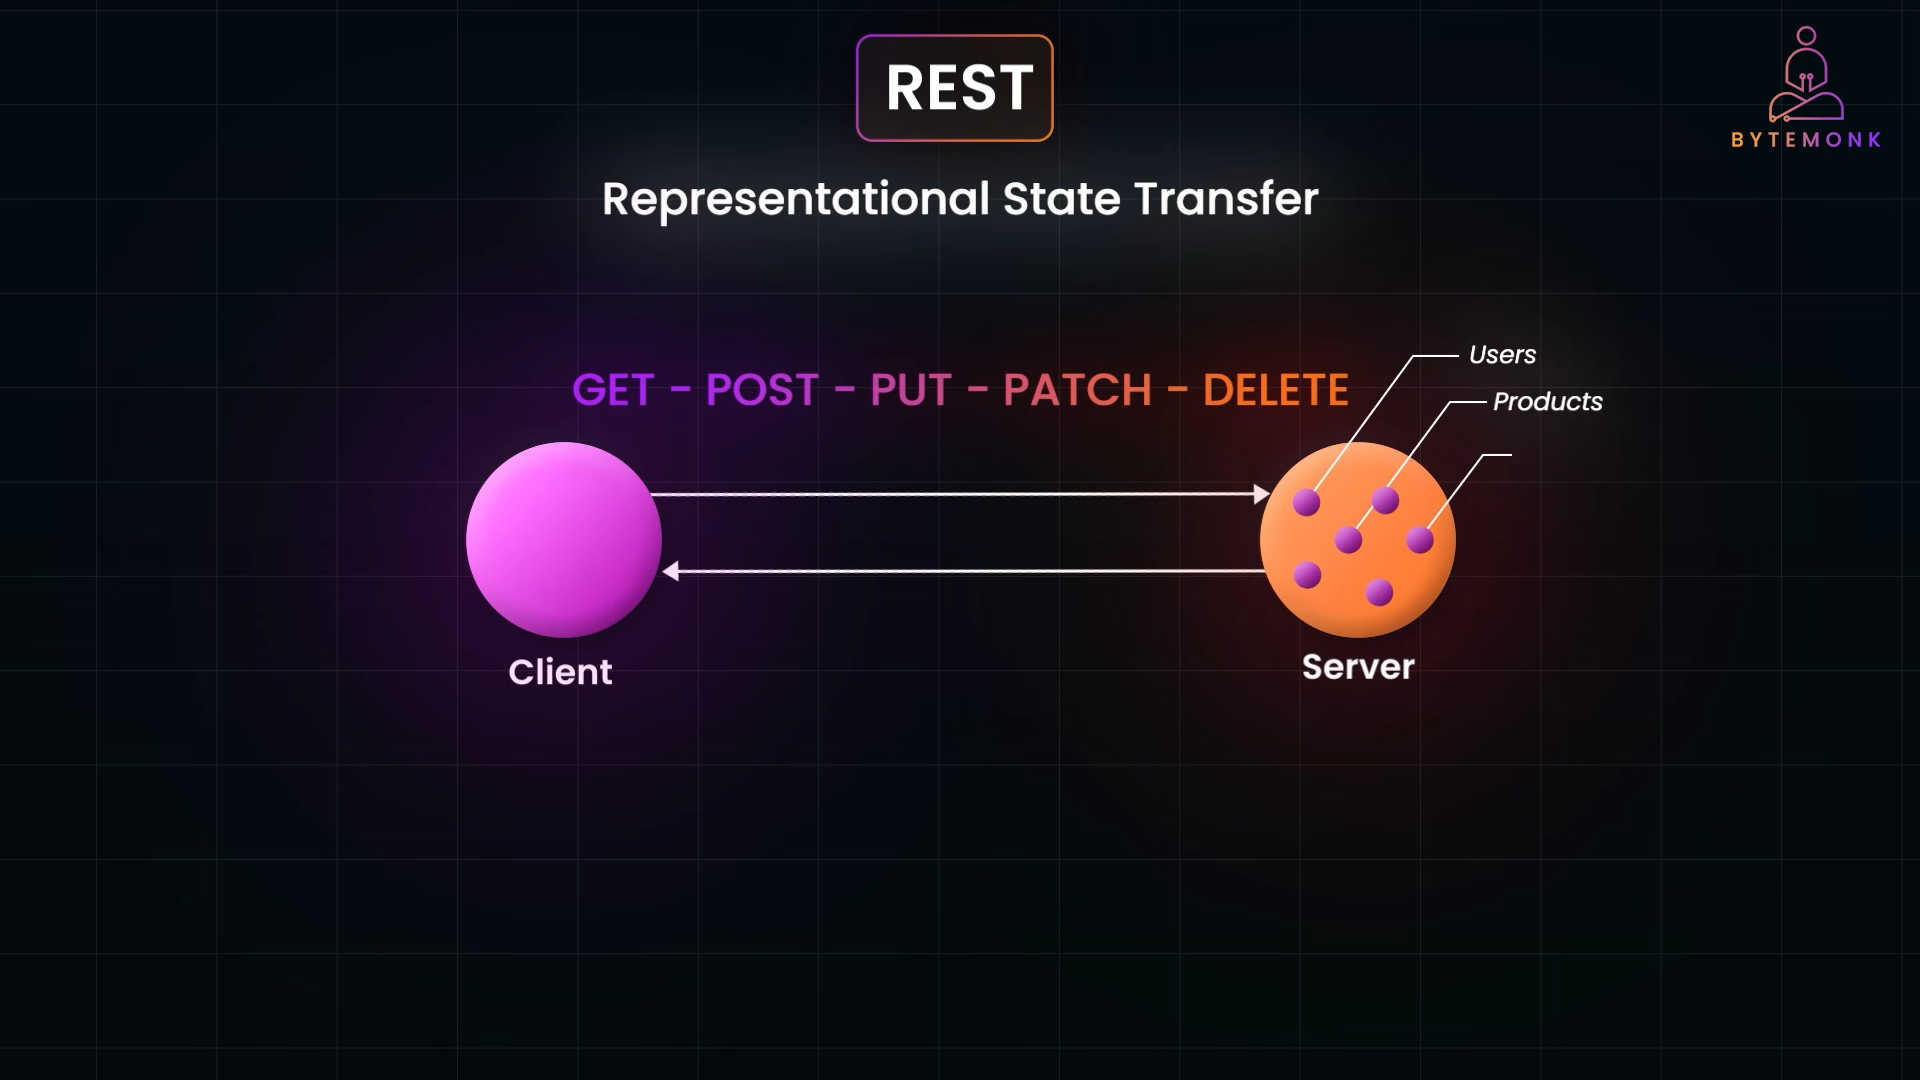 REST
BYTEMONK
Representational State Transfer
Users
GET - POST - PUT - PATCH - DELETE
Products
Client
Server